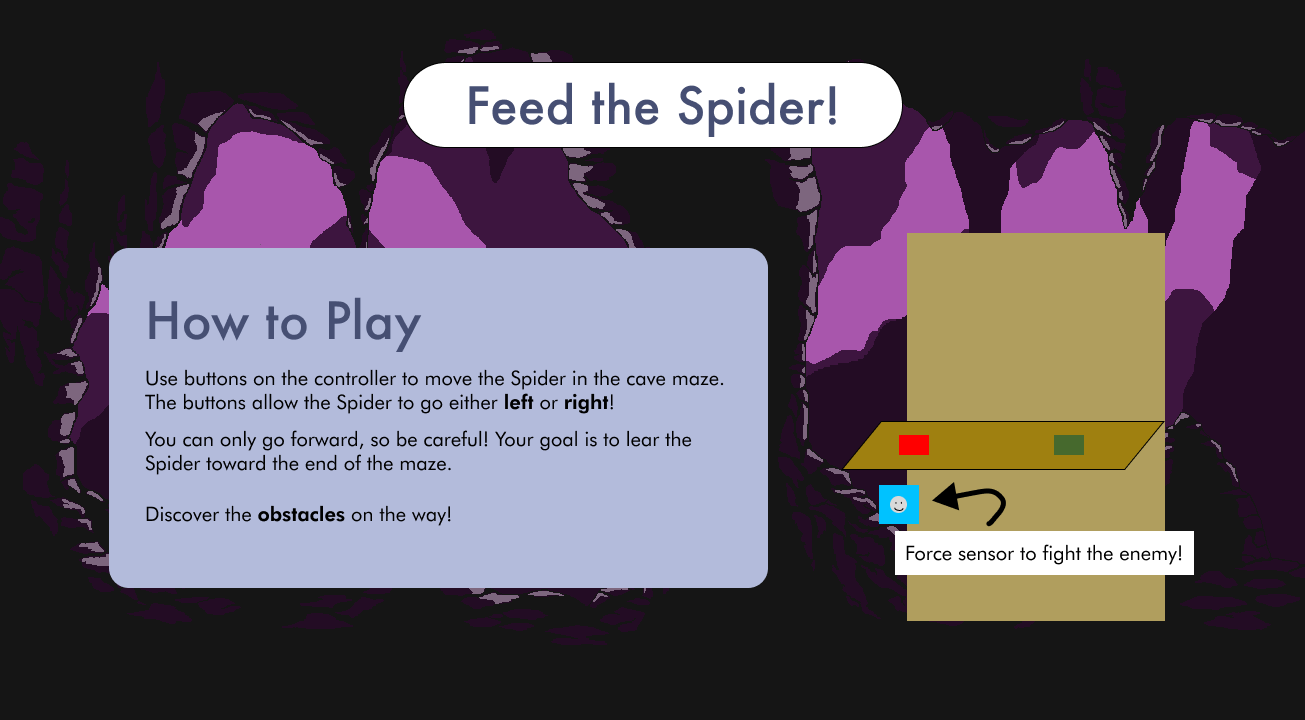 Feed the Spider!
How to Play
Use buttons on the controller to move the Spider in the cave maze.
The buttons allow the Spider to go either left or right!
You can only go forward, so be careful! Your goal is to lear the
Spider toward the end of the maze.
Discover the obstacles on the way!
Force sensor to fight the enemy!